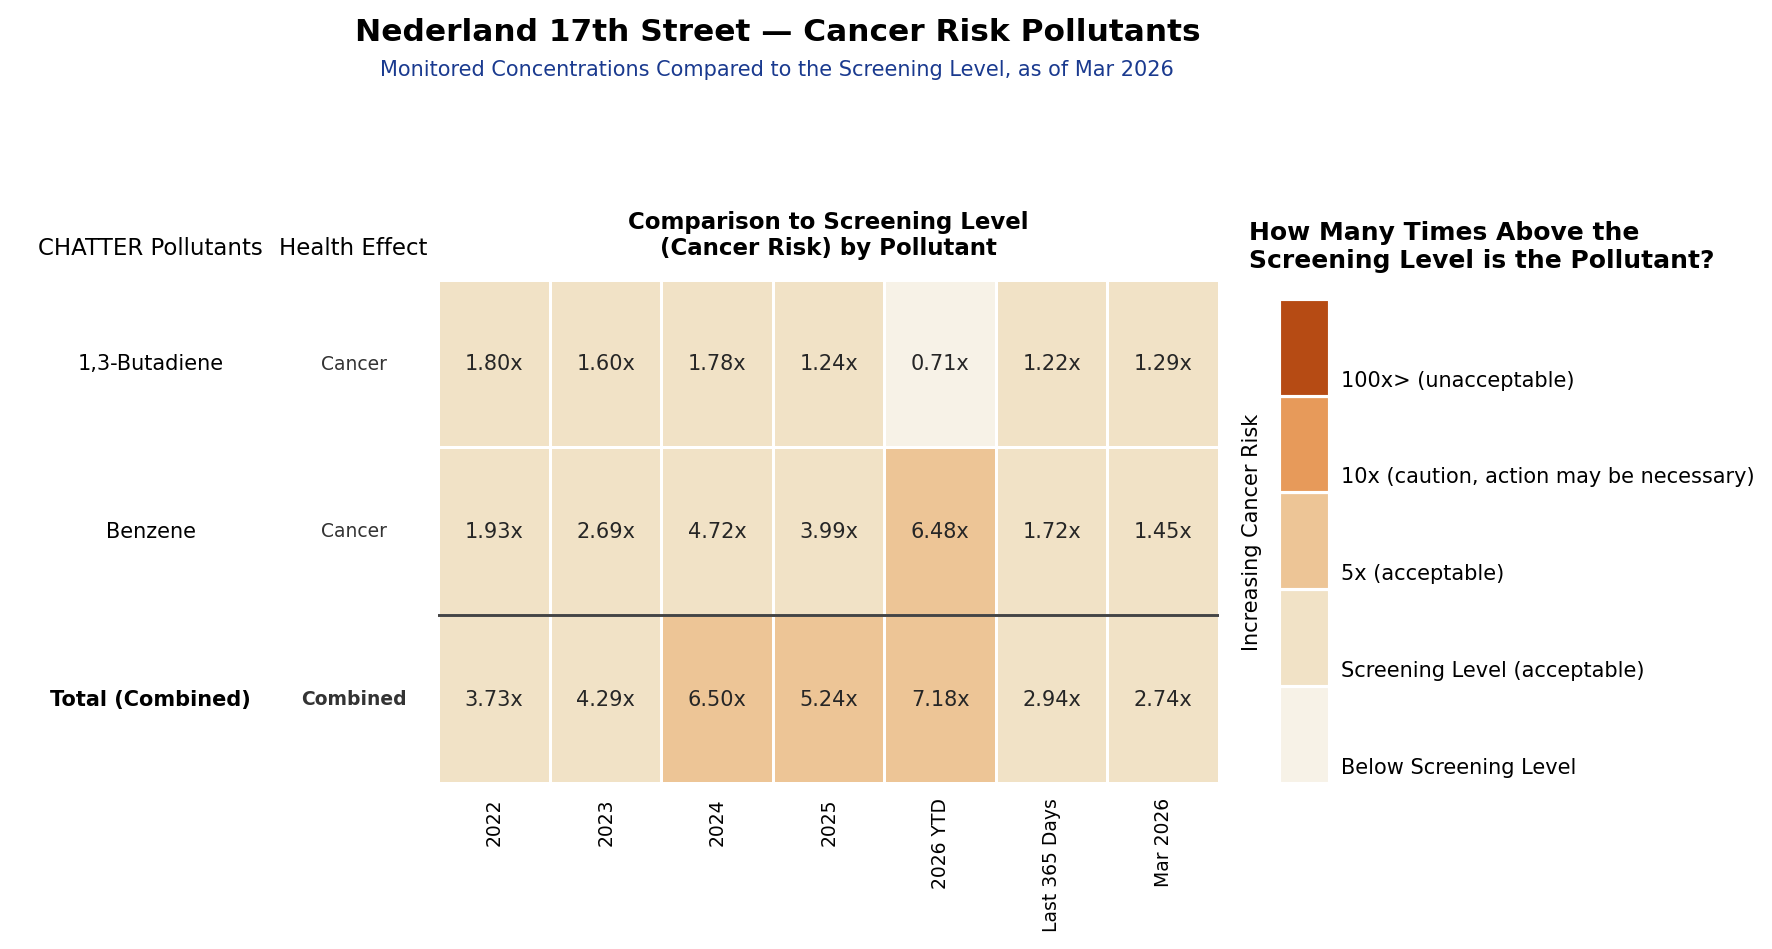 Nederland 17th Street — Cancer Risk Pollutants
Monitored Concentrations Compared to the Screening Level, as of Mar 2026
CHATTER Pollutants Health Effect
Comparison to Screening Level
(Cancer Risk) by Pollutant
How Many Times Above the
Screening Level is the Pollutant?
1,3-Butadiene Cancer 1.80x 1.60x 1.78x 1.24x 0.71x 1.22x 1.29x
Benzene Cancer 1.93x 2.69x 4.72x 3.99x 6.48x 1.72x 1.45x
Total (Combined) Combined 3.73x 4.29x 6.50x 5.24x 7.18x 2.94x 2.74x
2022 2023 2024 2025 2026 YTD Last 365 Days Mar 2026
Increasing Cancer Risk
100x> (unacceptable)
10x (caution, action may be necessary)
5x (acceptable)
Screening Level (acceptable)
Below Screening Level